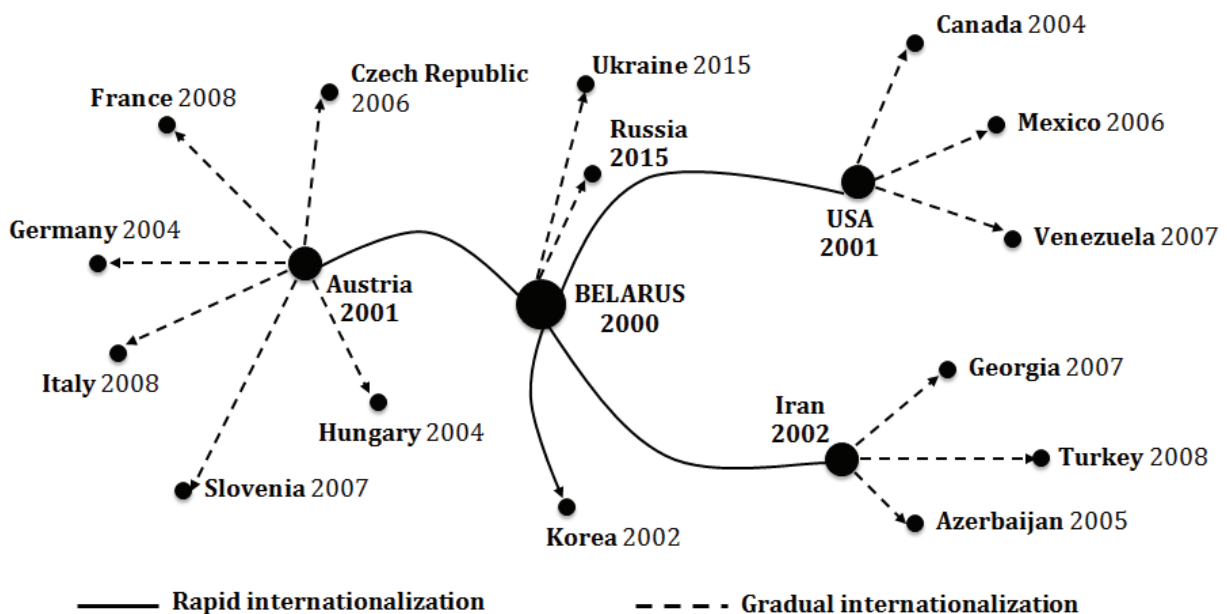 Canada 2004
Czech Republic
2006
Ukraine 2015
France 2008
Russia
2015
Mexico 2006
USA
2001
Germany 2004
Venezuela 2007
Austria
2001
BELARUS
2000
Georgia 2007
Italy 2008
Iran
2002
Hungary 2004
Turkey 2008
Slovenia 2007
Azerbaijan 2005
Korea 2002
Rapid internationalization
Gradual internationalization